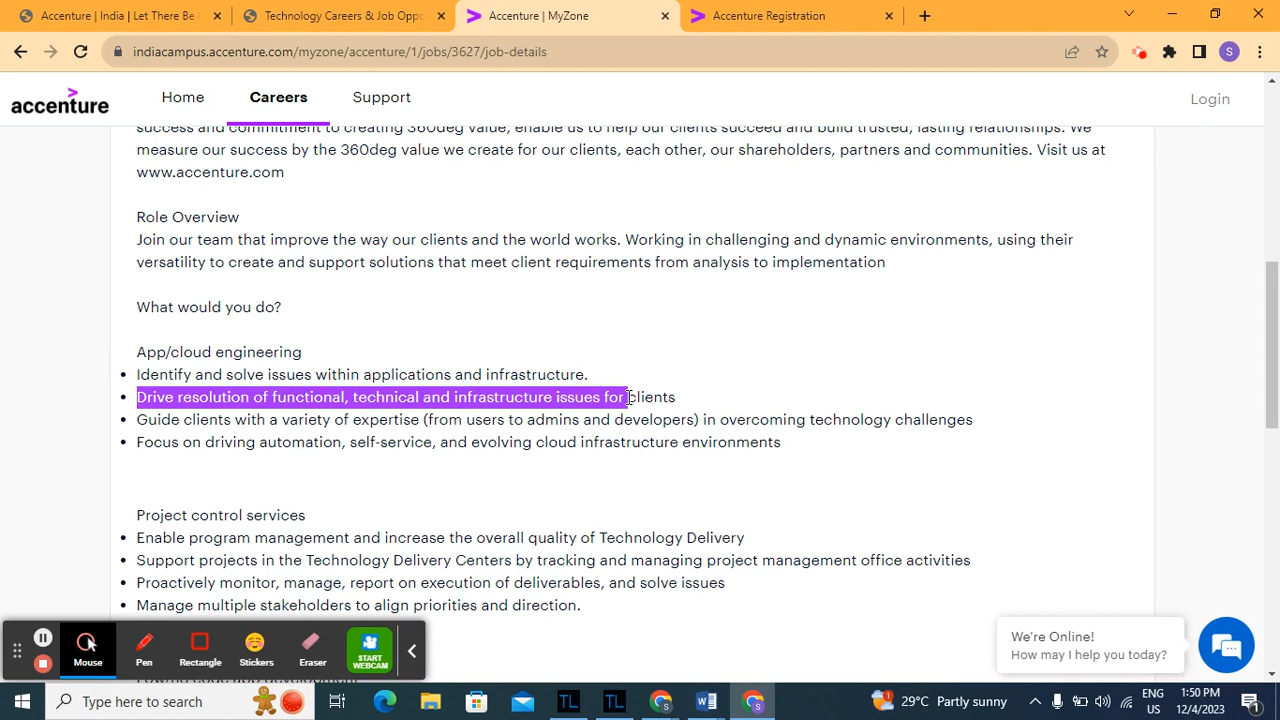 Accenture | India | Let There Be C
Technology Careers & Job Oppo
Accenture | MyZone
Accenture Registration
indiacampus.accenture.com/myzone/accenture/1/jobs/3627/job-details
S
accenture
Home
Careers
Support
Login
success and commitment to creating 360deg value, enable us to help our clients succeed and build trusted, lasting relationships. We
measure our success by the 360deg value we create for our clients, each other, our shareholders, partners and communities. Visit us at
www.accenture.com
Role Overview
Join our team that improve the way our clients and the world works. Working in challenging and dynamic environments, using their
versatility to create and support solutions that meet client requirements from analysis to implementation
What would you do?
App/cloud engineering
• Identify and solve issues within applications and infrastructure.
• Drive resolution of functional, technical and infrastructure issues for clients
• Guide clients with a variety of expertise (from users to admins and developers) in overcoming technology challenges
• Focus on driving automation, self-service, and evolving cloud infrastructure environments
Project control services
• Enable program management and increase the overall quality of Technology Delivery
• Support projects in the Technology Delivery Centers by tracking and managing project management office activities
• Proactively monitor, manage, report on execution of deliverables, and solve issues
• Manage multiple stakeholders to align priorities and direction.
We're Online!
How may I help you today?
Mouse
Pen
Rectangle
Stickers
Eraser
START
WEBCAM
Type here to search
TL
TL
29°C Partly sunny
ENG
US
1:50 PM
12/4/2023
1